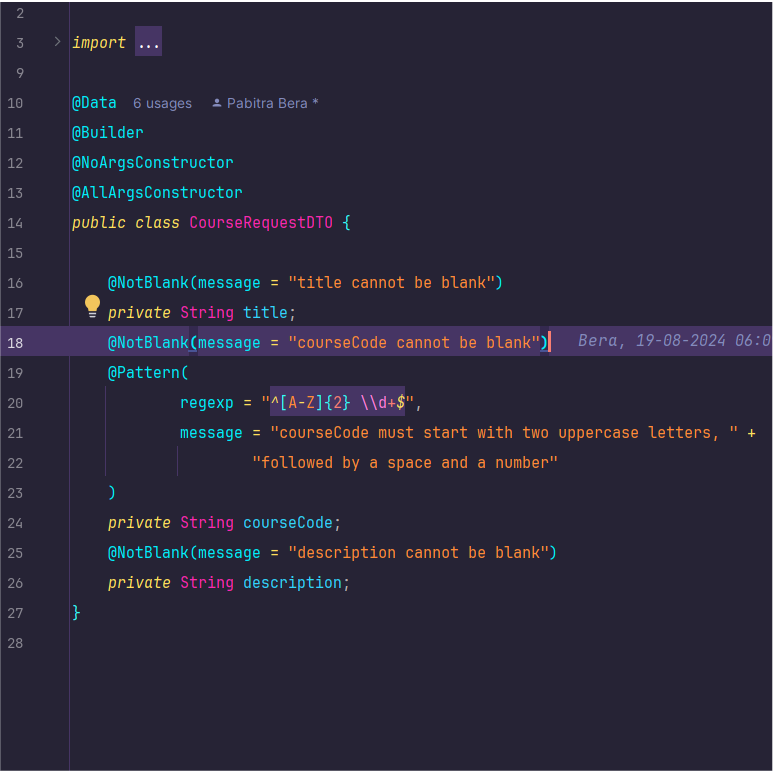 2
3 import ...
9
10 @Data 6 usages Pabitra Bera *
11 @Builder
12 @NoArgsConstructor
13 @AllArgsConstructor
14 public class CourseRequestDTO {
15
16 @NotBlank(message = "title cannot be blank")
17 private String title;
18 @NotBlank(message = "courseCode cannot be blank") Bera, 19-08-2024 06:0
19 @Pattern(
20 regexp = "^[A-Z]{2} \\d+$",
21 message = "courseCode must start with two uppercase letters, " +
22 "followed by a space and a number"
23 )
24 private String courseCode;
25 @NotBlank(message = "description cannot be blank")
26 private String description;
27 }
28